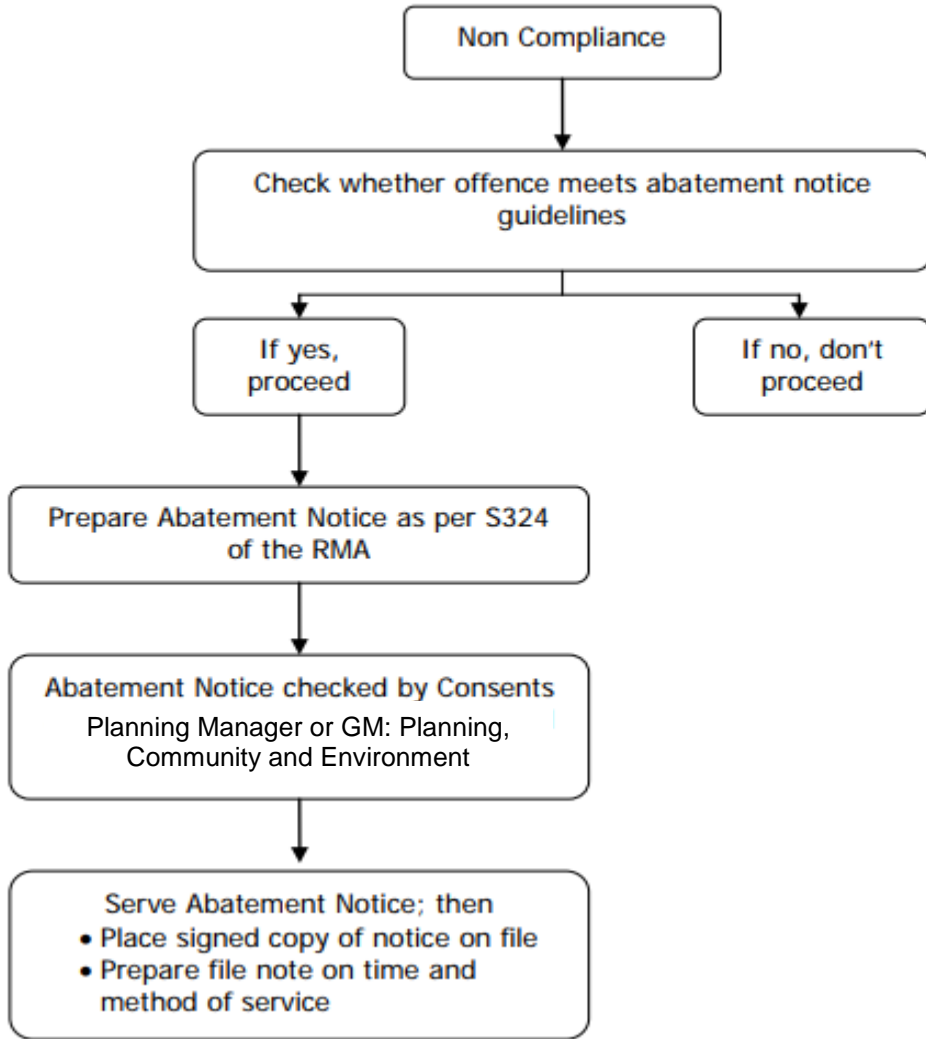 Non Compliance
Check whether offence meets abatement notice
guidelines
If yes,
proceed
If no, don't
proceed
Prepare Abatement Notice as per S324
of the RMA
Abatement Notice checked by Consents
Planning Manager or GM: Planning,
Community and Environment
Serve Abatement Notice; then
• Place signed copy of notice on file
• Prepare file note on time and
method of service